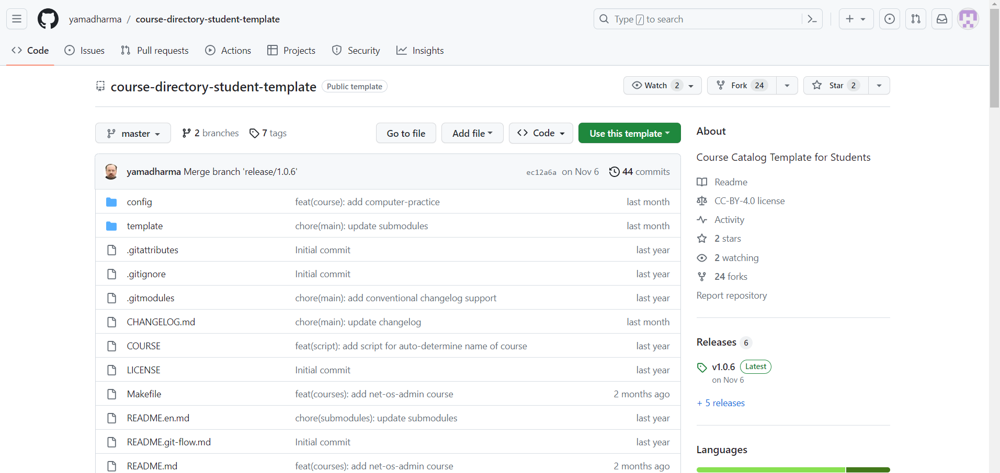 yamadharma / course-directory-student-template
Type / to search
Code Issues Pull requests Actions Projects Security Insights
course-directory-student-template Public template
Watch 2 Fork 24 Star 2
master 2 branches 7 tags Go to file Add file Code Use this template
yamadharma Merge branch 'release/1.0.6' ec12a6a on Nov 6 44 commits
config feat(course): add computer-practice last month
template chore(main): update submodules last month
.gitattributes Initial commit last year
.gitignore Initial commit last year
.gitmodules chore(main): add conventional changelog support last year
CHANGELOG.md chore(main): update changelog last month
COURSE feat(script): add script for auto-determine name of course last year
LICENSE Initial commit last year
Makefile feat(courses): add net-os-admin course 2 months ago
README.en.md chore(submodules): update submodules last year
README.git-flow.md Initial commit last year
README.md feat(courses): add net-os-admin course 2 months ago
About
Course Catalog Template for Students
Readme
CC-BY-4.0 license
Activity
2 stars
2 watching
24 forks
Report repository
Releases 6
v1.0.6 Latest
on Nov 6
+ 5 releases
Languages